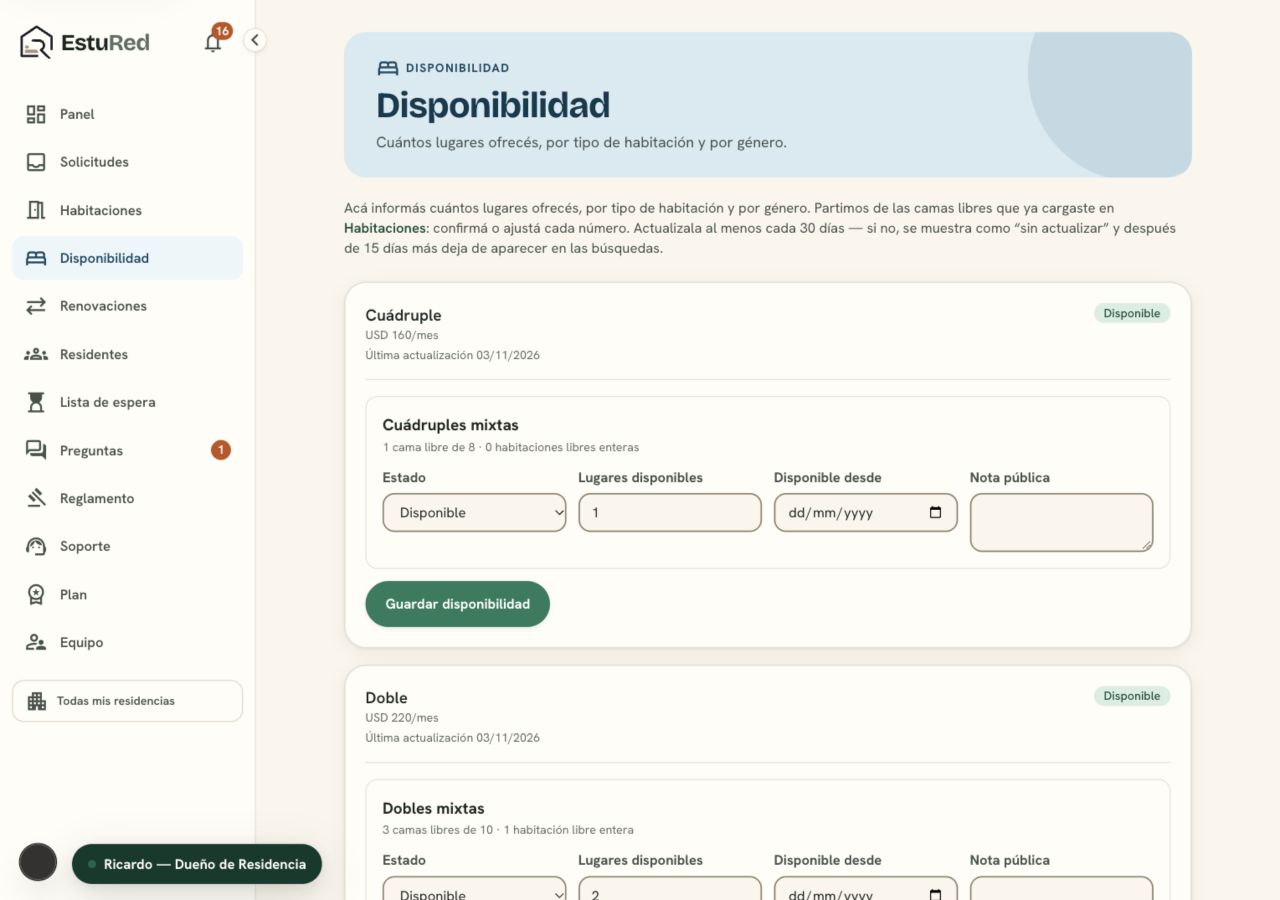 EstuRed
16
Panel
Solicitudes
Habitaciones
Disponibilidad
Renovaciones
Residentes
Lista de espera
Preguntas
1
Reglamento
Soporte
Plan
Equipo
Todas mis residencias
Ricardo — Dueño de Residencia
DISPONIBILIDAD
Disponibilidad
Cuántos lugares ofrecés, por tipo de habitación y por género.
Acá informás cuántos lugares ofrecés, por tipo de habitación y por género. Partimos de las camas libres que ya cargaste en
Habitaciones: confirmá o ajustá cada número. Actualizala al menos cada 30 días — si no, se muestra como “sin actualizar” y después
de 15 días más deja de aparecer en las búsquedas.
Cuádruple
Disponible
USD 160/mes
Última actualización 03/11/2026
Cuádruples mixtas
1 cama libre de 8 · 0 habitaciones libres enteras
Estado Lugares disponibles Disponible desde Nota pública
Disponible 1 dd/mm/yyyy
Guardar disponibilidad
Doble
Disponible
USD 220/mes
Última actualización 03/11/2026
Dobles mixtas
3 camas libres de 10 · 1 habitación libre entera
Estado Lugares disponibles Disponible desde Nota pública
Disponible 2 dd/mm/yyyy